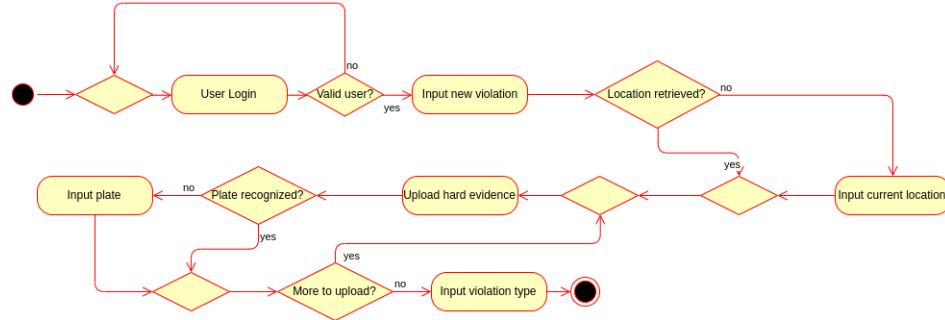 no
User Login
Valid user?
yes
Input new violation
Location retrieved?
no
yes
Input plate
no
Plate recognized?
yes
Upload hard evidence
Input current location
yes
More to upload?
no
Input violation type